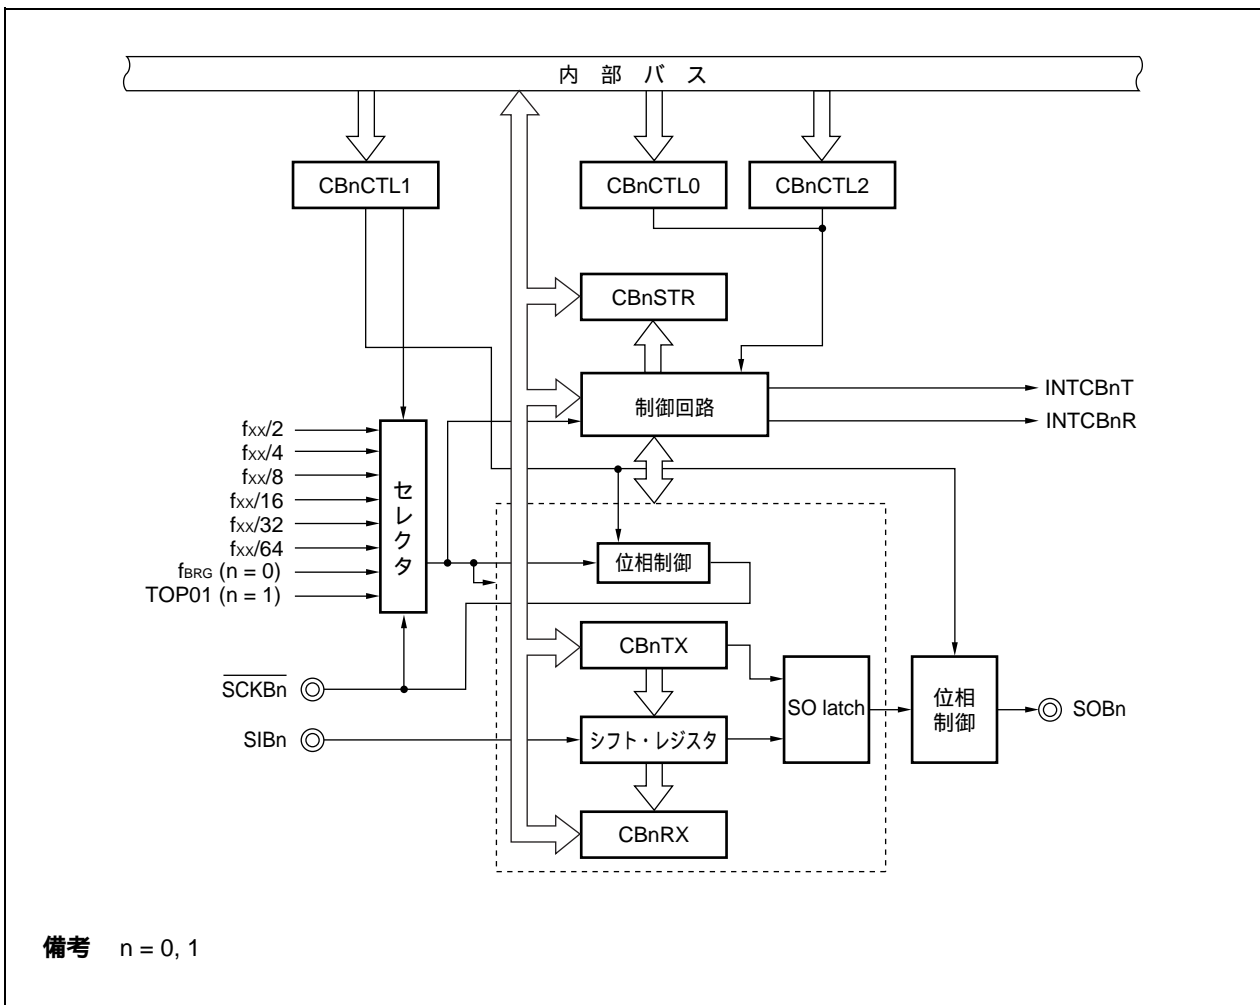 内部バス
CBnCTL1
CBnCTL0
CBnCTL2
CBnSTR
制御回路
INTCBnT
INTCBnR
fxx/2
fxx/4
fxx/8
fxx/16
fxx/32
fxx/64
fBRG (n = 0)
TOP01 (n = 1)
セレクタ
位相制御
CBnTX
SCKBn
SO latch
位相
制御
SOBn
SIBn
シフト・レジスタ
CBnRX
備考 n = 0, 1